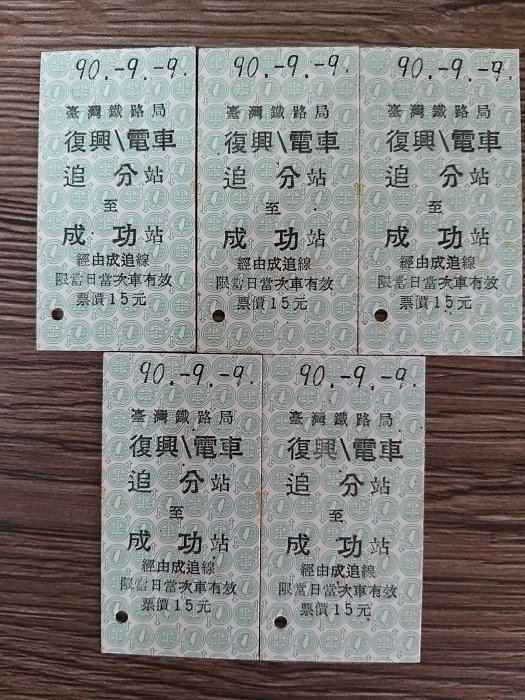 90.-9.-9.
臺灣鐵路局
復興\電車
追分站
至
成功站
經由成追線
限當日當次車有效
票價15元
90.-9.-9.
臺灣鐵路局
復興\電車
追分站
至
成功站
經由成追線
限當日當次車有效
票價15元
90.-9.-9.
臺灣鐵路局
復興\電車
追分站
至
成功站
經由成追線
限當日當次車有效
票價15元
90.-9.-9.
臺灣鐵路局
復興\電車
追分站
至
成功站
經由成追線
限當日當次車有效
票價15元
90.-9.-9.
臺灣鐵路局
復興\電車
追分站
至
成功站
經由成追線
限當日當次車有效
票價15元